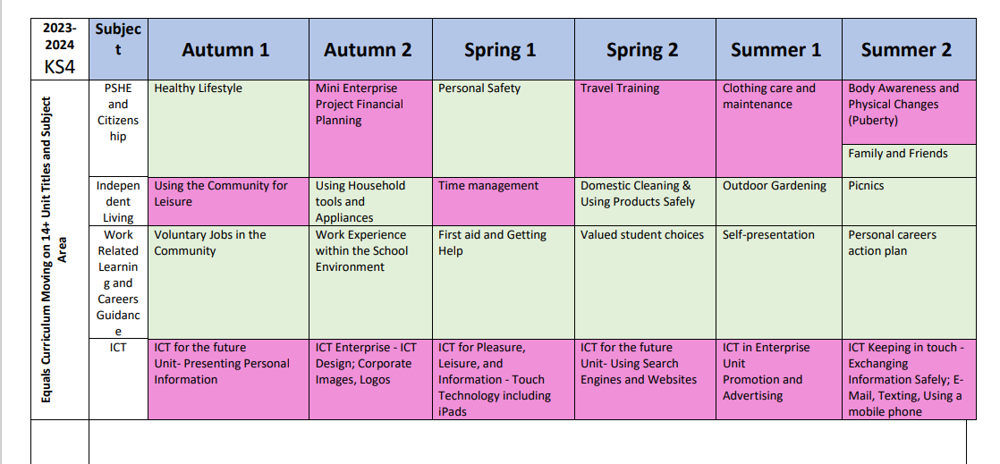 2023-
2024
KS4
Subjec
t
Autumn 1
Autumn 2
Spring 1
Spring 2
Summer 1
Summer 2
Equals Curriculum Moving on 14+ Unit Titles and Subject
Area
PSHE
and
Citizens
hip
Healthy Lifestyle
Mini Enterprise
Project Financial
Planning
Personal Safety
Travel Training
Clothing care and
maintenance
Body Awareness and
Physical Changes
(Puberty)
Family and Friends
Indepen
dent
Living
Using the Community for
Leisure
Using Household
tools and
Appliances
Time management
Domestic Cleaning &
Using Products Safely
Outdoor Gardening
Picnics
Work
Related
Learnin
g and
Careers
Guidanc
e
Voluntary Jobs in the
Community
Work Experience
within the School
Environment
First aid and Getting
Help
Valued student choices
Self-presentation
Personal careers
action plan
ICT
ICT for the future
Unit- Presenting Personal
Information
ICT Enterprise - ICT
Design; Corporate
Images, Logos
ICT for Pleasure,
Leisure, and
Information - Touch
Technology including
iPads
ICT for the future
Unit- Using Search
Engines and Websites
ICT in Enterprise
Unit
Promotion and
Advertising
ICT Keeping in touch -
Exchanging
Information Safely; E-
Mail, Texting, Using a
mobile phone